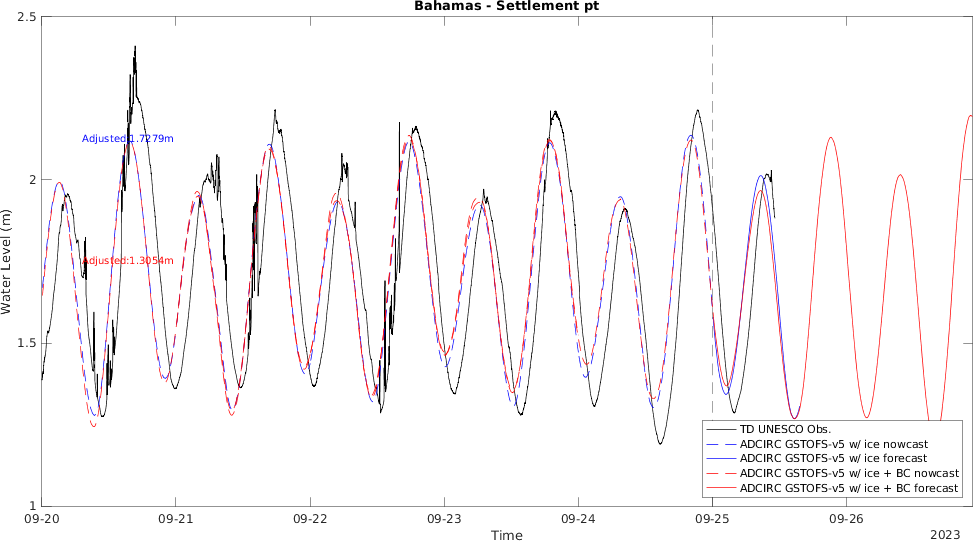 Bahamas - Settlement pt
2.5
2
1.5
1
Water Level (m)
Adjusted:1.7279m
Adjusted:1.3054m
TD UNESCO Obs.
ADCIRC GSTOFS-v5 w/ ice nowcast
ADCIRC GSTOFS-v5 w/ ice forecast
ADCIRC GSTOFS-v5 w/ ice + BC nowcast
ADCIRC GSTOFS-v5 w/ ice + BC forecast
09-20 09-21 09-22 09-23 09-24 09-25 09-26
Time
2023